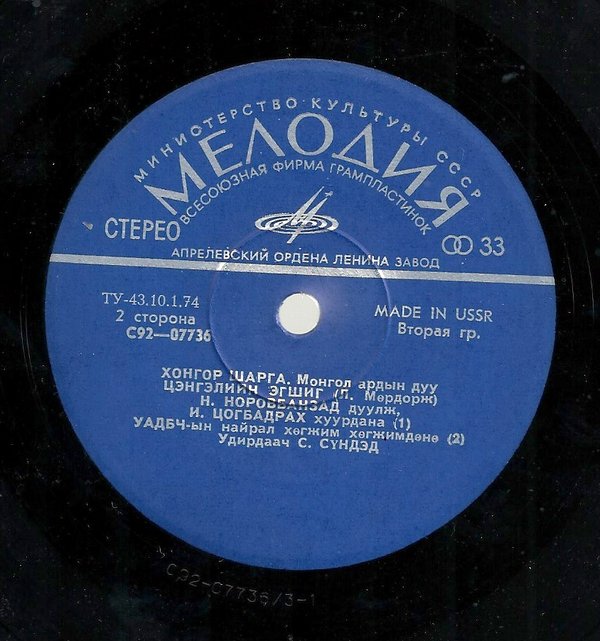 МИНИСТЕРСТВО КУЛЬТУРЫ СССР
МЕЛОДИЯ
ВСЕСОЮЗНАЯ ФИРМА ГРАМПЛАСТИНОК
СТЕРЕО
33
АПРЕЛЕВСКИЙ ОРДЕНА ЛЕНИНА ЗАВОД
ТУ-43.10.1.74
2 сторона
С92—07736
MADE IN USSR
Вторая гр.
ХОНГОР ШАРГА. Монгол ардын дуу
ЦЭНГЭЛИЙН ЭГШИГ (Л. Мөрдорж)
Н. НОРОВБАНЗАД дуулж,
И. ЦОГБАДРАХ хуурдана (1)
УАДБЧ-ын найрал хөгжим хөгжимдөнө (2)
Удирдаач С. СҮНДЭД
С92-07736/3-1